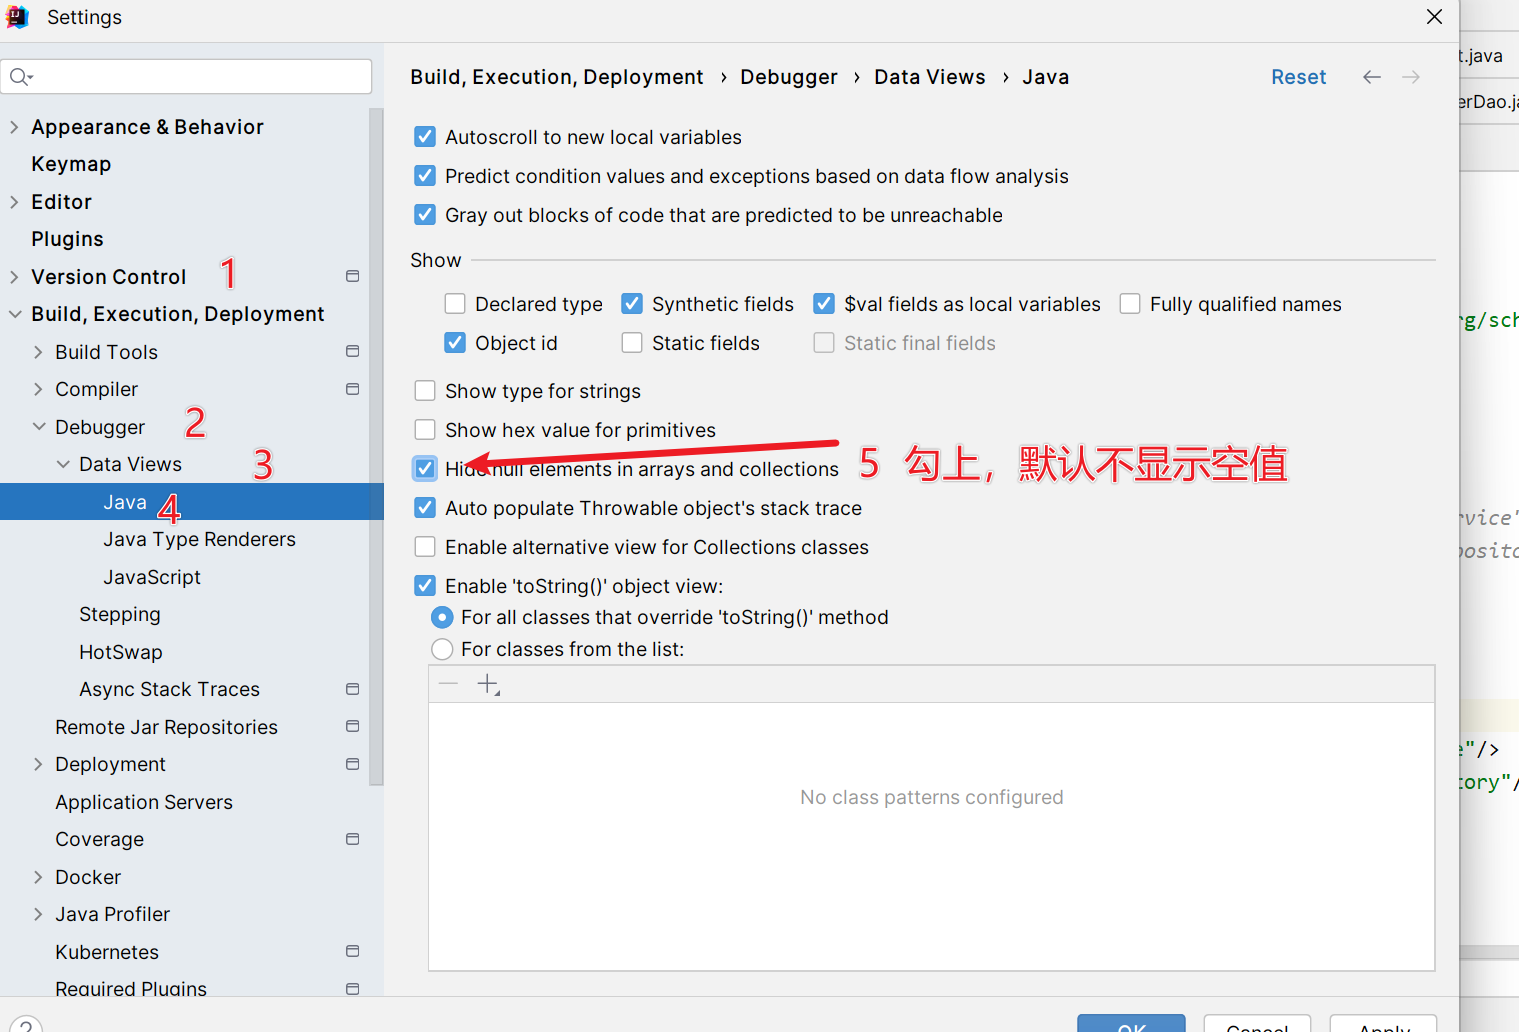 Settings
Appearance & Behavior
Keymap
Editor
Plugins
Version Control 1
Build, Execution, Deployment
Build Tools
Compiler
Debugger 2
Data Views 3
Java 4
Java Type Renderers
JavaScript
Stepping
HotSwap
Async Stack Traces
Remote Jar Repositories
Deployment
Application Servers
Coverage
Docker
Java Profiler
Kubernetes
Required Plugins
?
Build, Execution, Deployment › Debugger › Data Views › Java Reset
Autoscroll to new local variables
Predict condition values and exceptions based on data flow analysis
Gray out blocks of code that are predicted to be unreachable
Show
Declared type Synthetic fields $val fields as local variables Fully qualified names
Object id Static fields Static final fields
Show type for strings
Show hex value for primitives
Hide null elements in arrays and collections 5 勾上，默认不显示空值
Auto populate Throwable object's stack trace
Enable alternative view for Collections classes
Enable 'toString()' object view:
For all classes that override 'toString()' method
For classes from the list:
No class patterns configured
OK Cancel Apply
t.java
erDao.ja
rg/sch
rvice"
posito
e"/>
tory"/